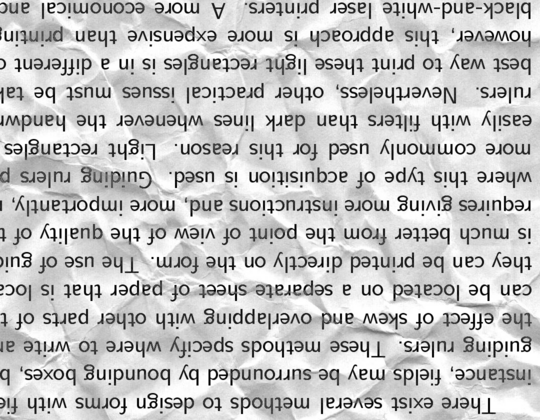 There exist several methods to design forms with fi
instance, fields may be surrounded by bounding boxes, b
guiding rulers. These methods specify where to write an
the effect of skew and overlapping with other parts of t
can be located on a separate sheet of paper that is loca
they can be printed directly on the form. The use of guid
is much better from the point of view of the quality of t
requires giving more instructions and, more importantly,
where this type of acquisition is used. Guiding rulers p
more commonly used for this reason. Light rectangles
easily with filters than dark lines whenever the handw
rulers. Nevertheless, other practical issues must be tak
best way to print these light rectangles is in a different c
however, this approach is more expensive than printing
black-and-white laser printers. A more economical and